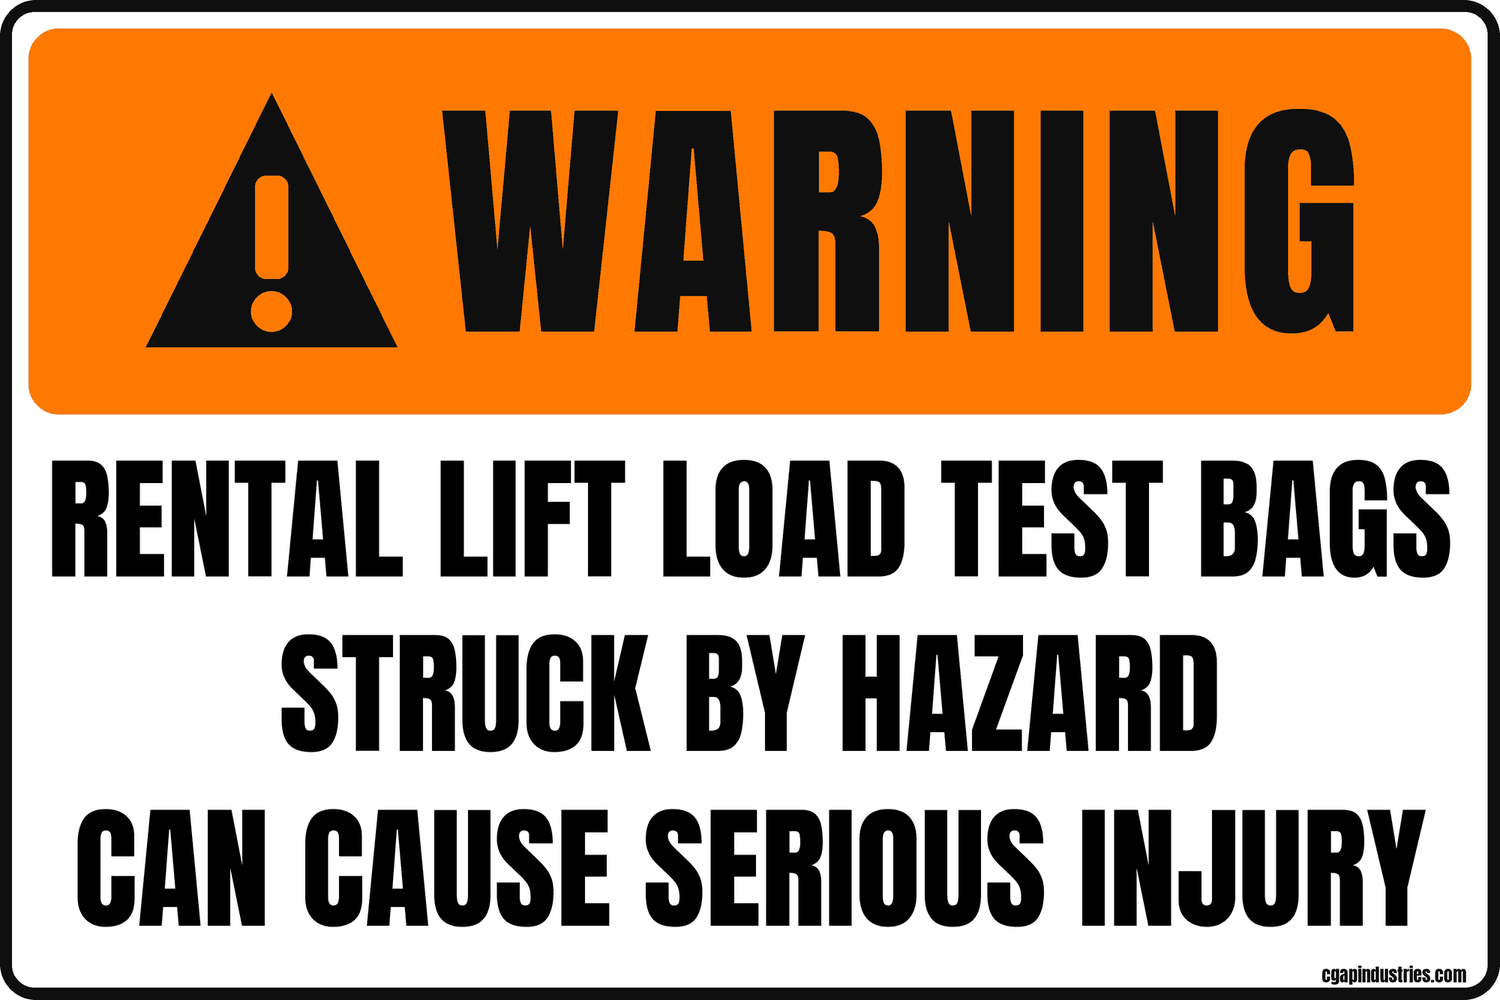 WARNING
RENTAL LIFT LOAD TEST BAGS
STRUCK BY HAZARD
CAN CAUSE SERIOUS INJURY
cgapindustries.com